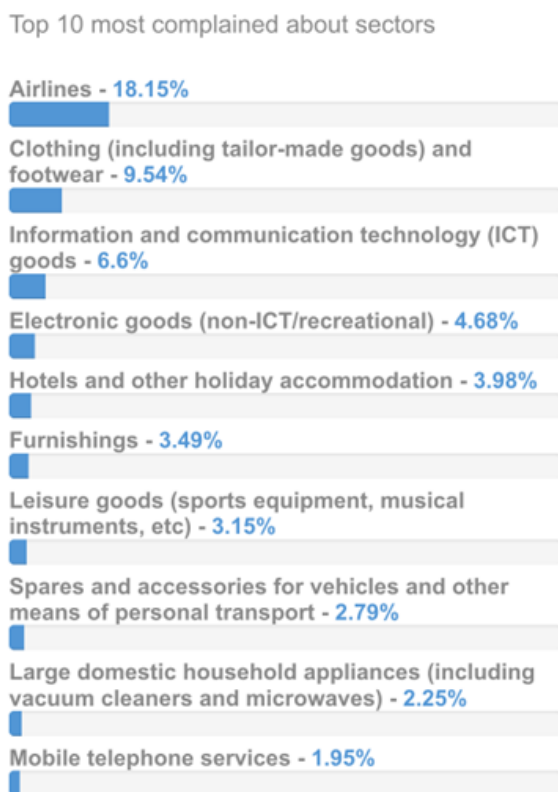 Top 10 most complained about sectors
Airlines - 18.15%
Clothing (including tailor-made goods) and
footwear - 9.54%
Information and communication technology (ICT)
goods - 6.6%
Electronic goods (non-ICT/recreational) - 4.68%
Hotels and other holiday accommodation - 3.98%
Furnishings - 3.49%
Leisure goods (sports equipment, musical
instruments, etc) - 3.15%
Spares and accessories for vehicles and other
means of personal transport - 2.79%
Large domestic household appliances (including
vacuum cleaners and microwaves) - 2.25%
Mobile telephone services - 1.95%